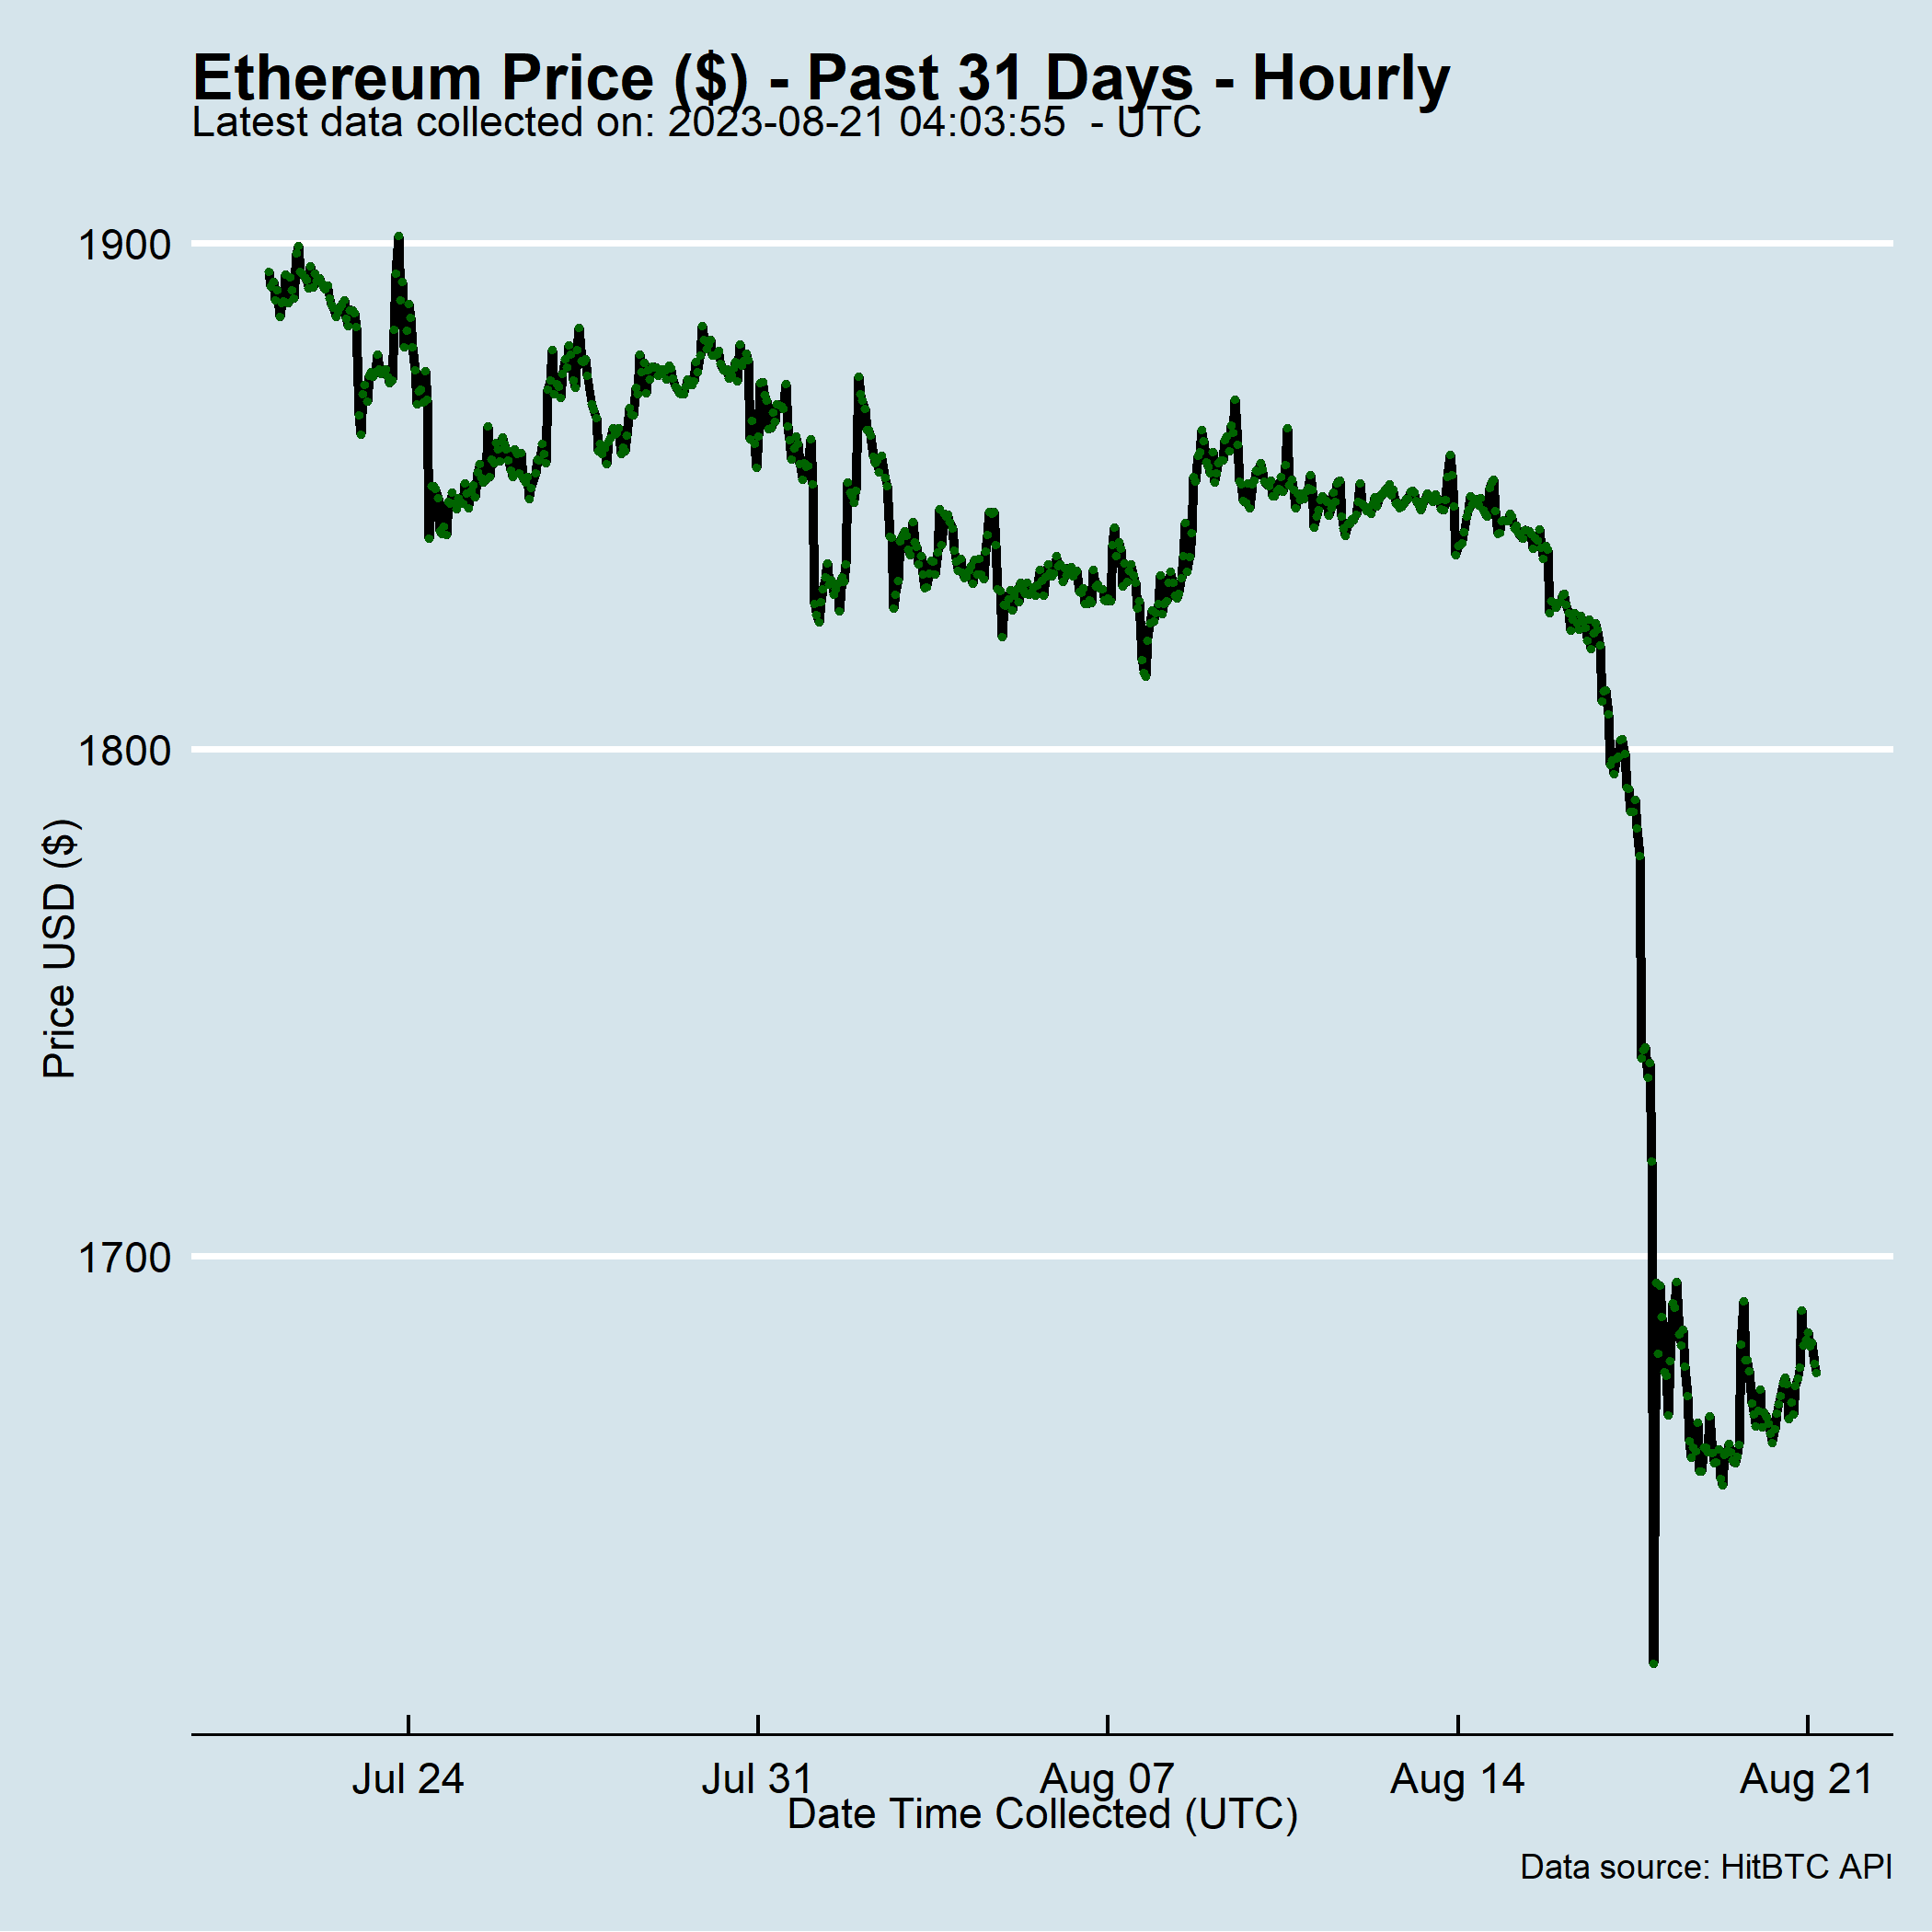 Ethereum Price ($) - Past 31 Days - Hourly
Latest data collected on: 2023-08-21 04:03:55  - UTC
1900
1800
1700
Price USD ($)
Jul 24
Jul 31
Aug 07
Aug 14
Aug 21
Date Time Collected (UTC)
Data source: HitBTC API